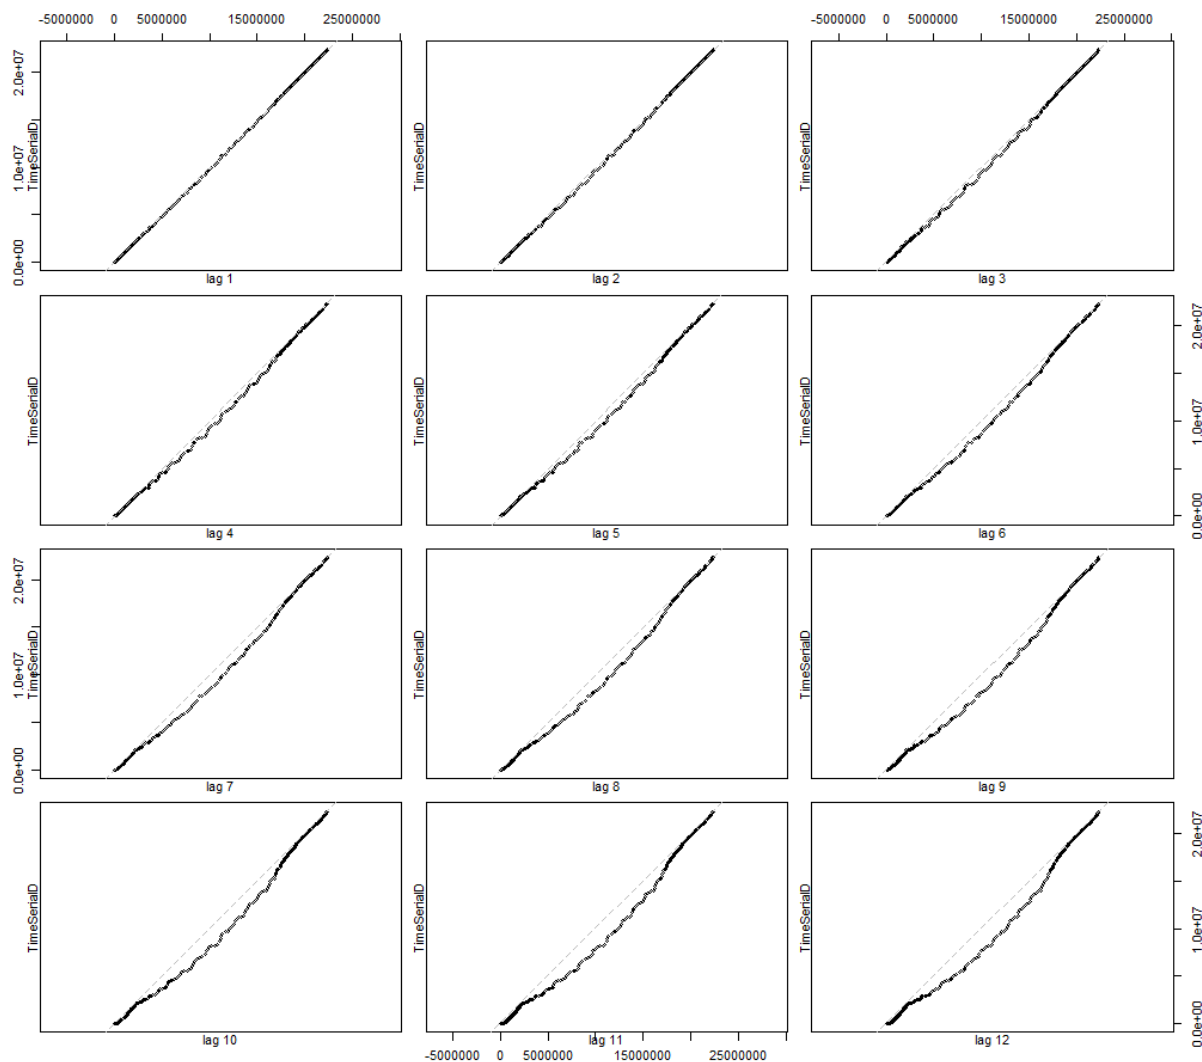 -5000000 0 5000000 15000000 25000000 -5000000 0 5000000 15000000 25000000
0.0e+00 1.0e+07 2.0e+07
TimeSerialD TimeSerialD TimeSerialD
lag 1 lag 2 lag 3
TimeSerialD TimeSerialD TimeSerialD
0.0e+00 1.0e+07 2.0e+07
lag 4 lag 5 lag 6
0.0e+00 1.0e+07 2.0e+07
TimeSerialD TimeSerialD TimeSerialD
lag 7 lag 8 lag 9
TimeSerialD TimeSerialD TimeSerialD
0.0e+00 1.0e+07 2.0e+07
lag 10 lag 11 lag 12
-5000000 0 5000000 15000000 25000000